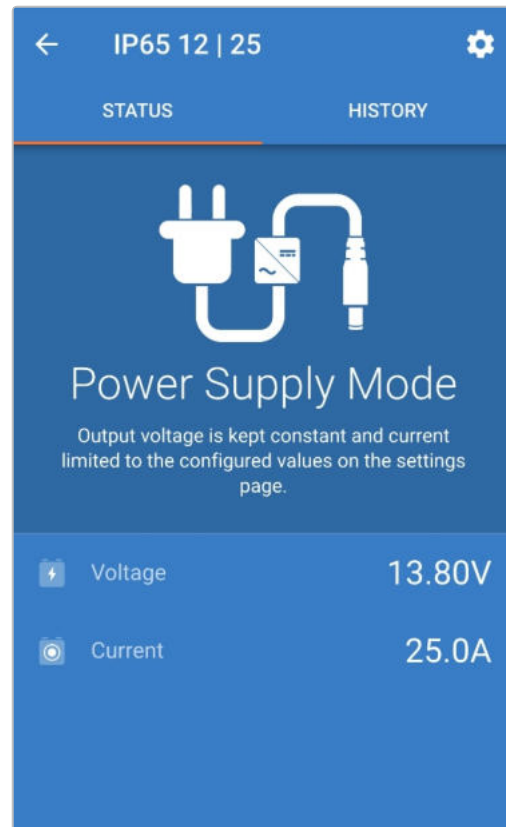 IP65 12 | 25
STATUS
HISTORY
Power Supply Mode
Output voltage is kept constant and current
limited to the configured values on the settings
page.
Voltage
13.80V
Current
25.0A